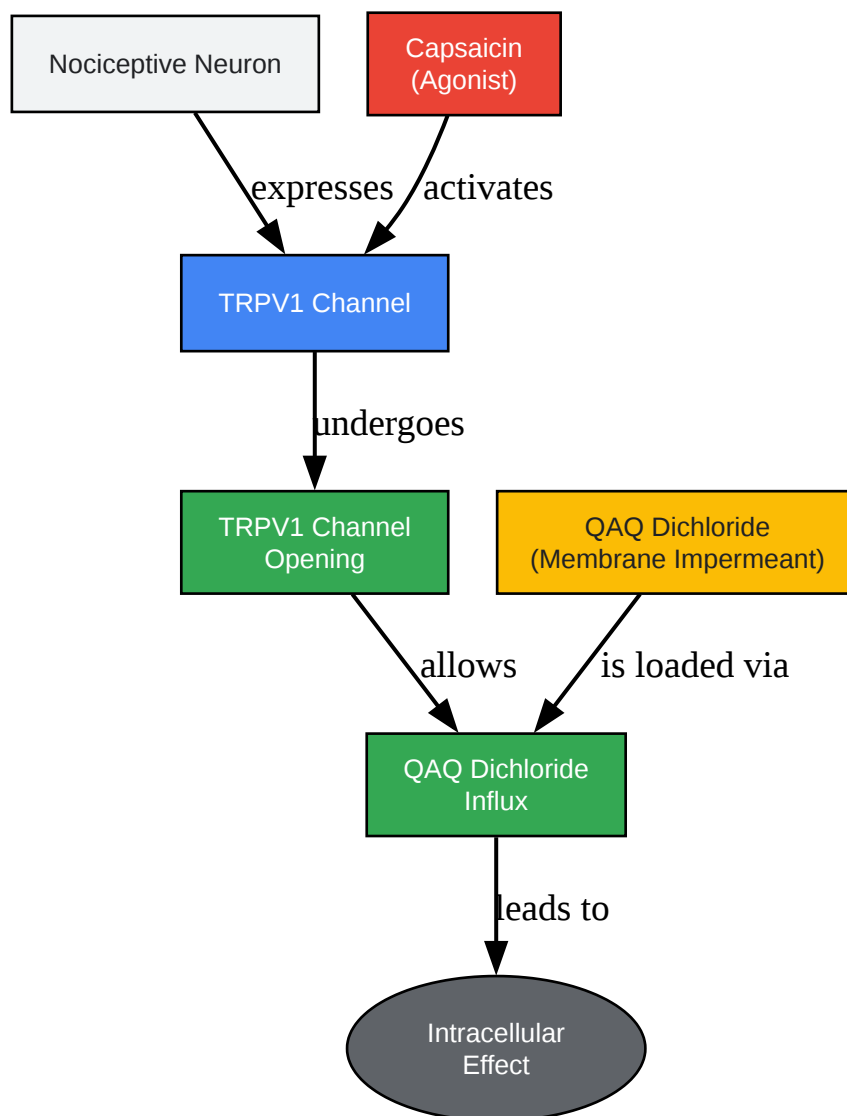 Nociceptive Neuron
Capsaicin
(Agonist)
expresses
activates
TRPV1 Channel
undergoes
TRPV1 Channel
Opening
QAQ Dichloride
(Membrane Impermeant)
allows
is loaded via
QAQ Dichloride
Influx
leads to
Intracellular
Effect